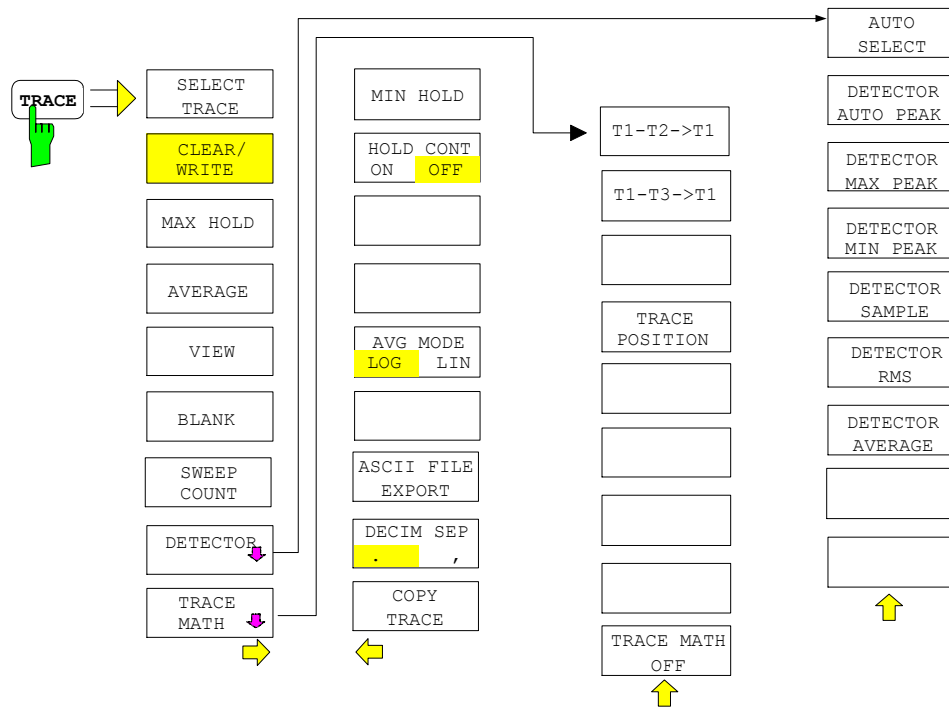 TRACE
SELECT
TRACE
CLEAR/
WRITE
MAX HOLD
AVERAGE
VIEW
BLANK
SWEEP
COUNT
DETECTOR
TRACE
MATH
MIN HOLD
HOLD CONT
ON OFF
AVG MODE
LOG LIN
ASCII FILE
EXPORT
DECIM SEP
. ,
COPY
TRACE
T1-T2->T1
T1-T3->T1
TRACE
POSITION
TRACE MATH
OFF
AUTO
SELECT
DETECTOR
AUTO PEAK
DETECTOR
MAX PEAK
DETECTOR
MIN PEAK
DETECTOR
SAMPLE
DETECTOR
RMS
DETECTOR
AVERAGE